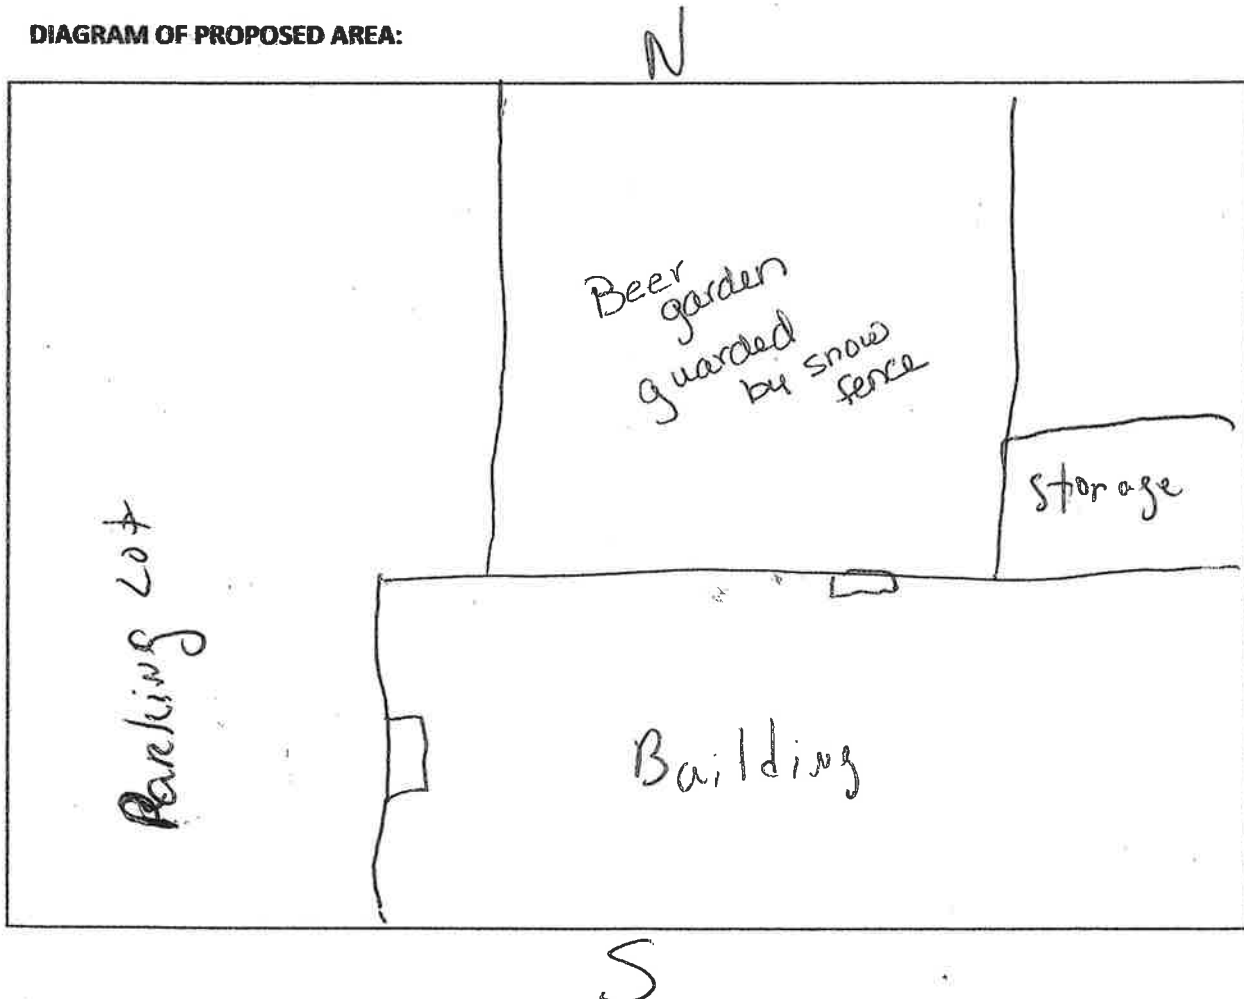 DIAGRAM OF PROPOSED AREA:
N
Beer
garden
guarded
by snow
fence
Storage
Parking Lot
Building
S